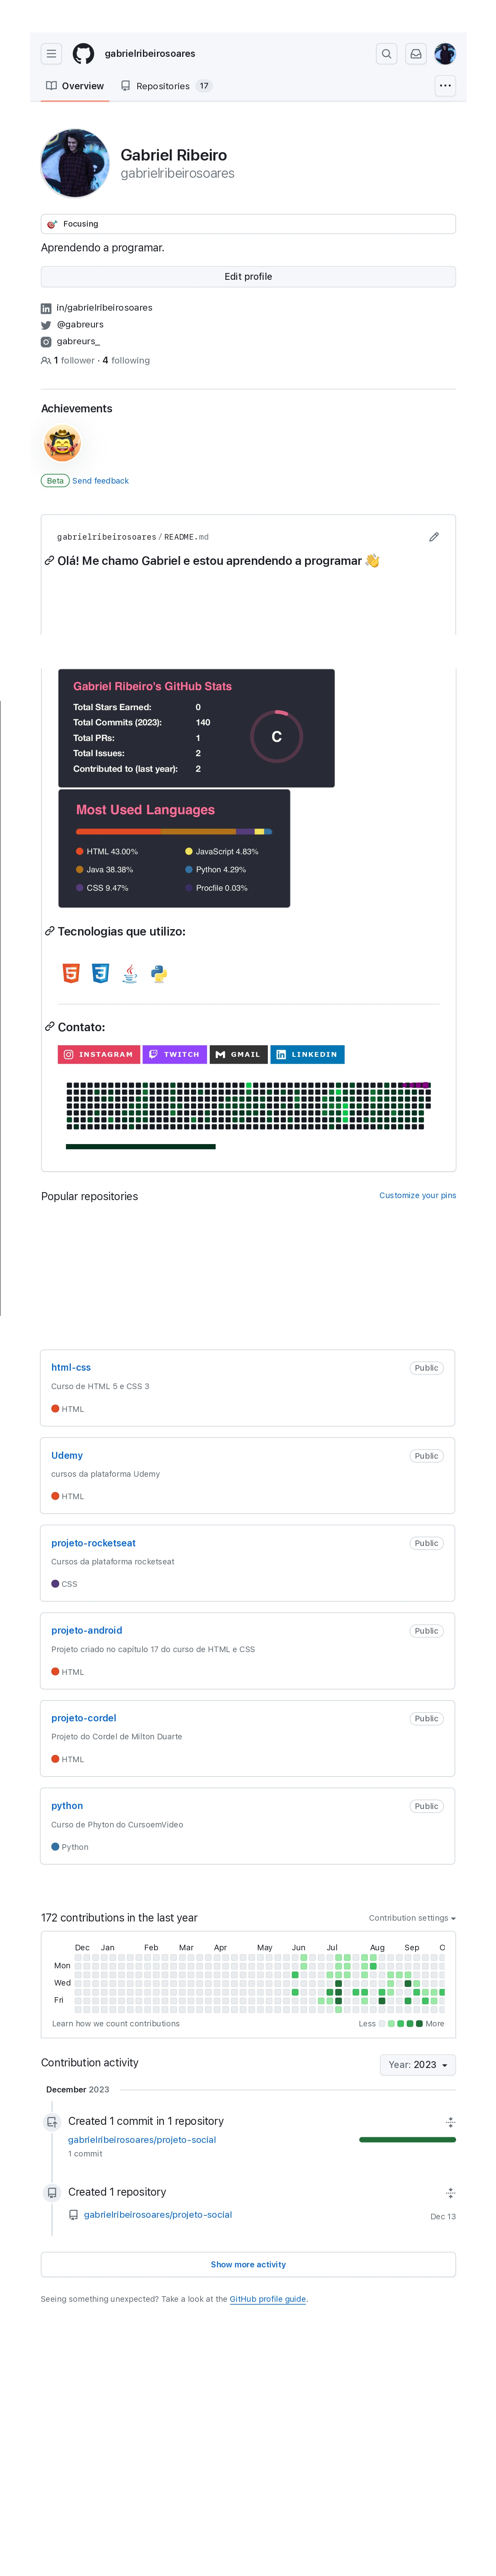 gabrielribeirosoares
Overview
Repositories 17
Gabriel Ribeiro
gabrielribeirosoares
Focusing
Aprendendo a programar.
Edit profile
in/gabrielribeirosoares
@gabreurs
gabreurs_
1 follower · 4 following
Achievements
Beta Send feedback
gabrielribeirosoares/README.md
Olá! Me chamo Gabriel e estou aprendendo a programar
Gabriel Ribeiro's GitHub Stats
Total Stars Earned: 0
Total Commits (2023): 140
Total PRs: 1
Total Issues: 2
Contributed to (last year): 2
C
Most Used Languages
HTML 43.00% JavaScript 4.83%
Java 38.38% Python 4.29%
CSS 9.47% Procfile 0.03%
Tecnologias que utilizo:
Contato:
INSTAGRAM TWITCH GMAIL LINKEDIN
Popular repositories Customize your pins
html-css Public
Curso de HTML 5 e CSS 3
HTML
Udemy Public
cursos da plataforma Udemy
HTML
projeto-rocketseat Public
Cursos da plataforma rocketseat
CSS
projeto-android Public
Projeto criado no capítulo 17 do curso de HTML e CSS
HTML
projeto-cordel Public
Projeto do Cordel de Milton Duarte
HTML
python Public
Curso de Phyton do CursoemVideo
Python
172 contributions in the last year Contribution settings
Dec Jan Feb Mar Apr May Jun Jul Aug Sep O
Mon
Wed
Fri
Learn how we count contributions Less More
Contribution activity Year: 2023
December 2023
Created 1 commit in 1 repository
gabrielribeirosoares/projeto-social
1 commit
Created 1 repository
gabrielribeirosoares/projeto-social Dec 13
Show more activity
Seeing something unexpected? Take a look at the GitHub profile guide.